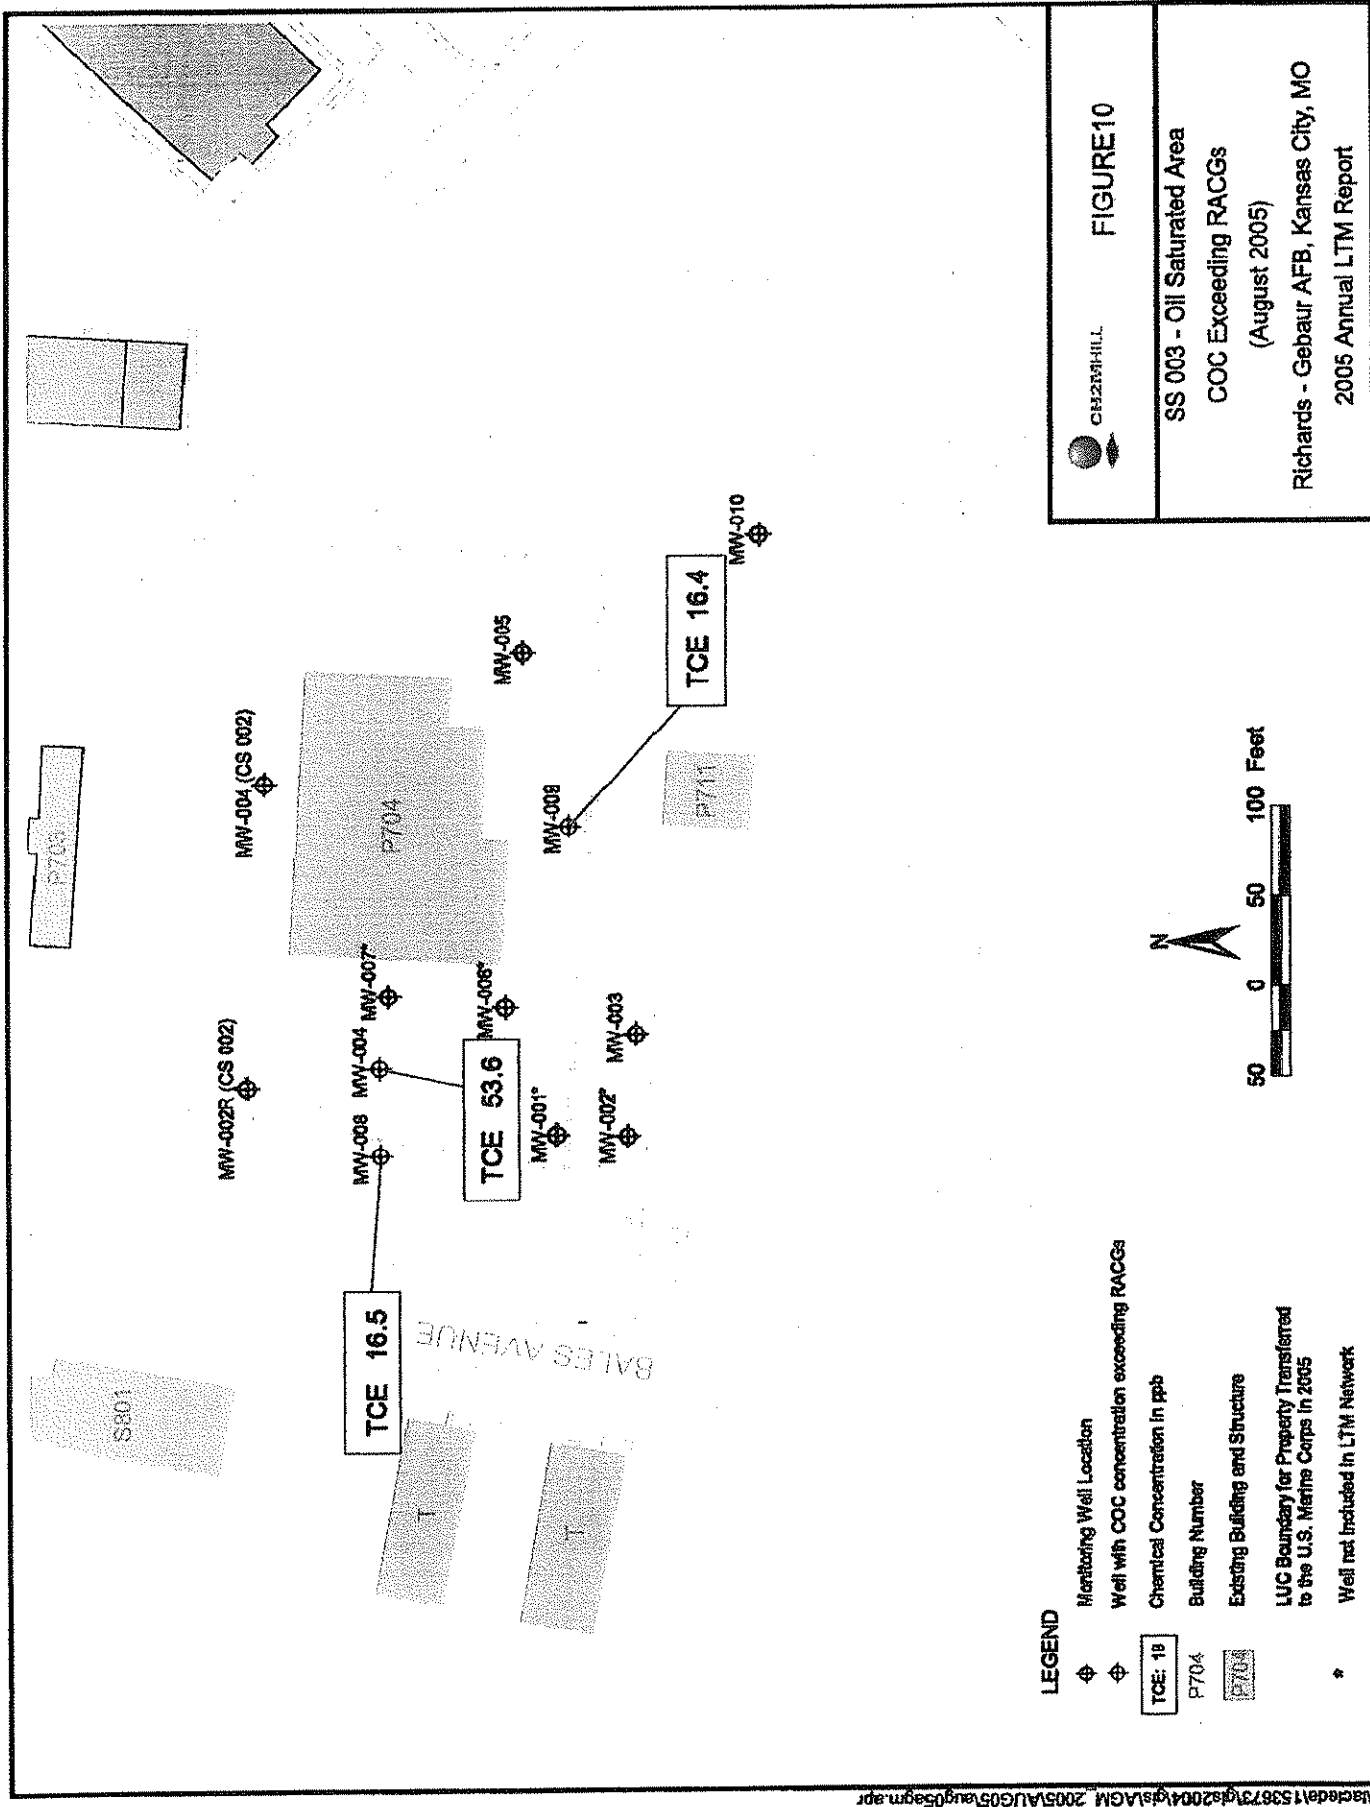 P703
S801
MW-002R (CS 002)
MW-004 (CS 002)
MW-008
MW-004
MW-007*
P704
TCE 16.5
TCE 53.6
MW-006*
MW-005
BALES AVENUE
T
T
MW-001*
MW-002*
MW-003
MW-009
P711
TCE 16.4
MW-010
LEGEND
Monitoring Well Location
Well with COC concentration exceeding RACGs
TCE: 18
Chemical Concentration in ppb
P704
Building Number
P704
Existing Building and Structure
LUC Boundary for Property Transferred
to the U.S. Marine Corps in 2005
*
Well not Included in LTM Network
N
50 0 50 100 Feet
CH2MHILL
FIGURE10
SS 003 - Oil Saturated Area
COC Exceeding RACGs
(August 2005)
Richards - Gebaur AFB, Kansas City, MO
2005 Annual LTM Report